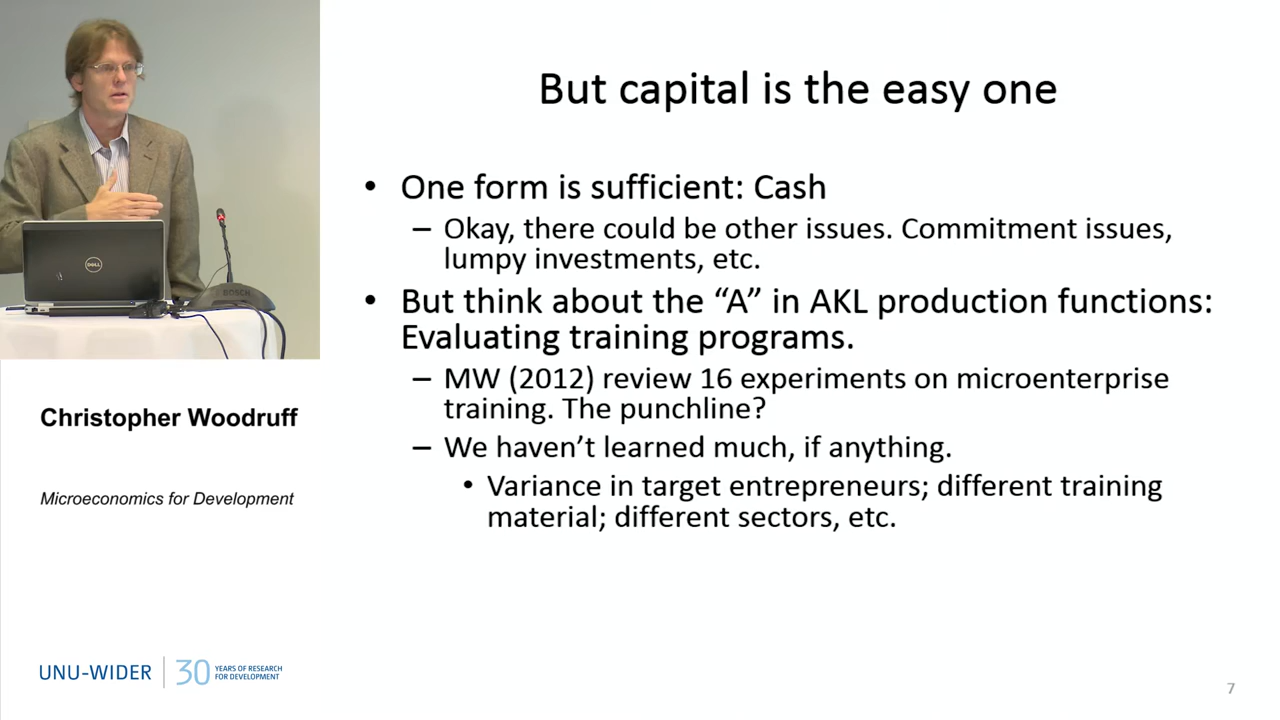 But capital is the easy one
• One form is sufficient: Cash
– Okay, there could be other issues. Commitment issues,
lumpy investments, etc.
• But think about the “A” in AKL production functions:
Evaluating training programs.
– MW (2012) review 16 experiments on microenterprise
training. The punchline?
– We haven’t learned much, if anything.
• Variance in target entrepreneurs; different training
material; different sectors, etc.
DELL
BOSCH
Christopher Woodruff
Microeconomics for Development
UNU-WIDER
30 YEARS OF RESEARCH
FOR DEVELOPMENT
7